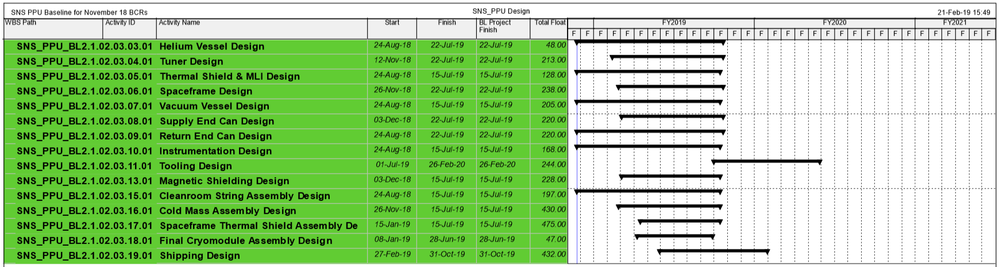 SNS PPU Baseline for November 18 BCRs SNS_PPU Design 21-Feb-19 15:49
WBS Path Activity ID Activity Name Start Finish BL Project Finish Total Float FY2019 FY2020 FY2021
F F F F F F F F F F F F F F F F F F F F F F F F F F F F F F F F
SNS_PPU_BL2.1.02.03.03.01 Helium Vessel Design 24-Aug-18 22-Jul-19 22-Jul-19 48.00
SNS_PPU_BL2.1.02.03.04.01 Tuner Design 12-Nov-18 22-Jul-19 22-Jul-19 213.00
SNS_PPU_BL2.1.02.03.05.01 Thermal Shield & MLI Design 24-Aug-18 15-Jul-19 15-Jul-19 128.00
SNS_PPU_BL2.1.02.03.06.01 Spaceframe Design 26-Nov-18 22-Jul-19 22-Jul-19 238.00
SNS_PPU_BL2.1.02.03.07.01 Vacuum Vessel Design 24-Aug-18 15-Jul-19 15-Jul-19 205.00
SNS_PPU_BL2.1.02.03.08.01 Supply End Can Design 03-Dec-18 22-Jul-19 22-Jul-19 220.00
SNS_PPU_BL2.1.02.03.09.01 Return End Can Design 24-Aug-18 22-Jul-19 22-Jul-19 220.00
SNS_PPU_BL2.1.02.03.10.01 Instrumentation Design 24-Aug-18 15-Jul-19 15-Jul-19 168.00
SNS_PPU_BL2.1.02.03.11.01 Tooling Design 01-Jul-19 26-Feb-20 26-Feb-20 244.00
SNS_PPU_BL2.1.02.03.13.01 Magnetic Shielding Design 03-Dec-18 15-Jul-19 15-Jul-19 228.00
SNS_PPU_BL2.1.02.03.15.01 Cleanroom String Assembly Design 24-Aug-18 15-Jul-19 15-Jul-19 197.00
SNS_PPU_BL2.1.02.03.16.01 Cold Mass Assembly Design 26-Nov-18 15-Jul-19 15-Jul-19 430.00
SNS_PPU_BL2.1.02.03.17.01 Spaceframe Thermal Shield Assembly De 15-Jan-19 15-Jul-19 15-Jul-19 475.00
SNS_PPU_BL2.1.02.03.18.01 Final Cryomodule Assembly Design 08-Jan-19 28-Jun-19 28-Jun-19 47.00
SNS_PPU_BL2.1.02.03.19.01 Shipping Design 27-Feb-19 31-Oct-19 31-Oct-19 432.00